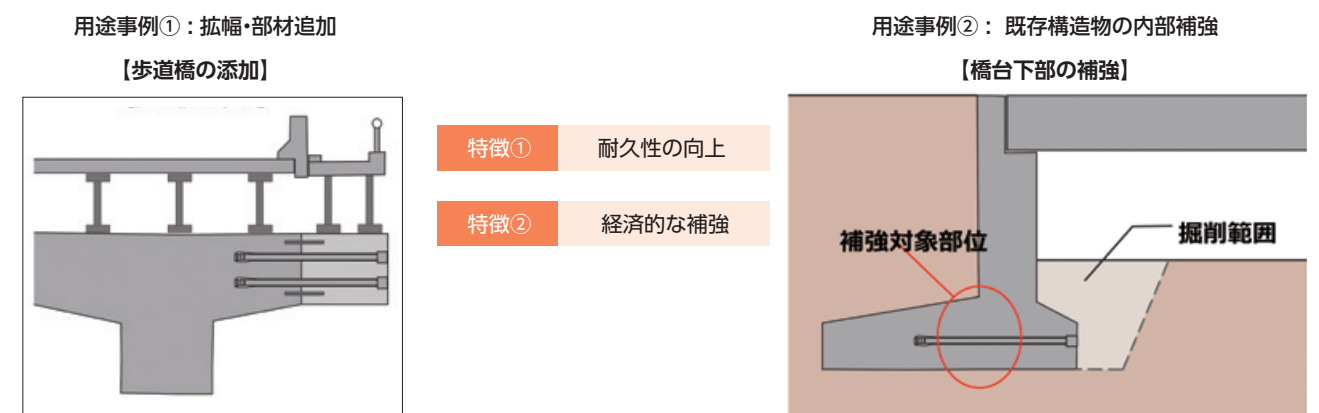 用途事例①：拡幅・部材追加
【歩道橋の添加】
特徴① 耐久性の向上
特徴② 経済的な補強
用途事例②： 既存構造物の内部補強
【橋台下部の補強】
補強対象部位
掘削範囲